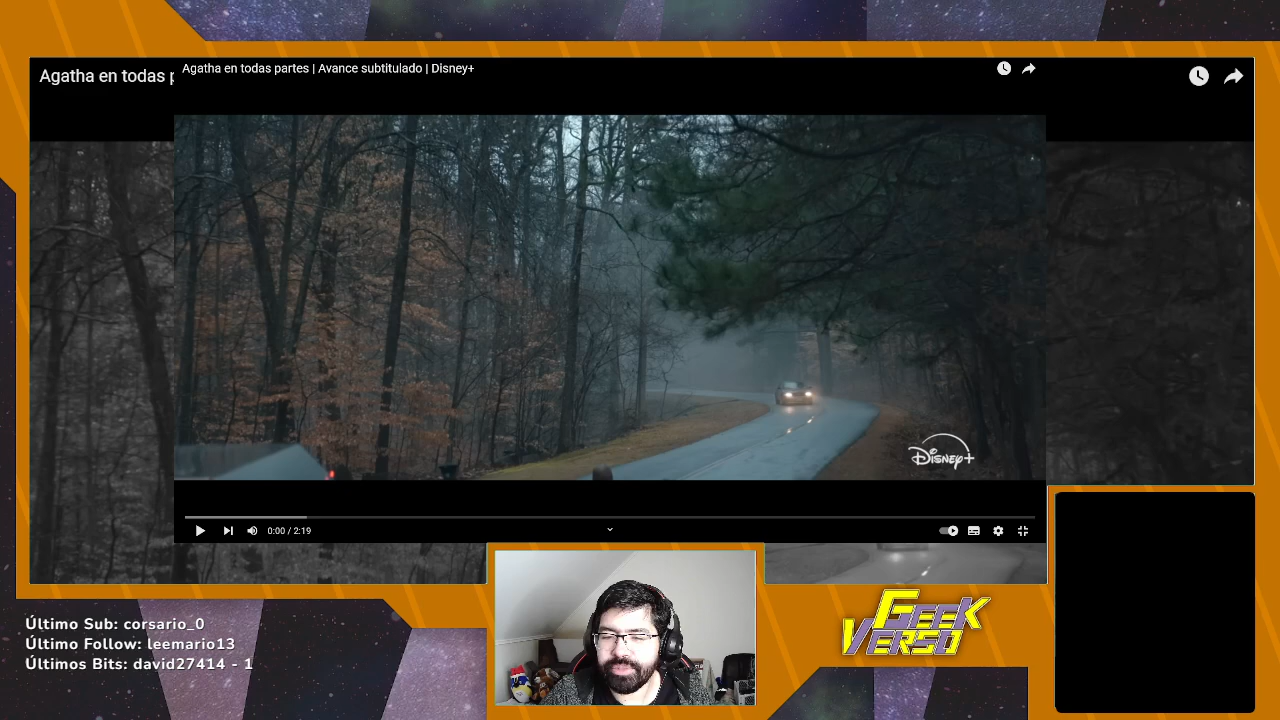 Agatha en todas p
Agatha en todas partes | Avance subtitulado | Disney+
Disney+
0:00 / 2:19
GEEK
VERSO
Último Sub: corsario_0
Último Follow: leemario13
Últimos Bits: david27414 - 1